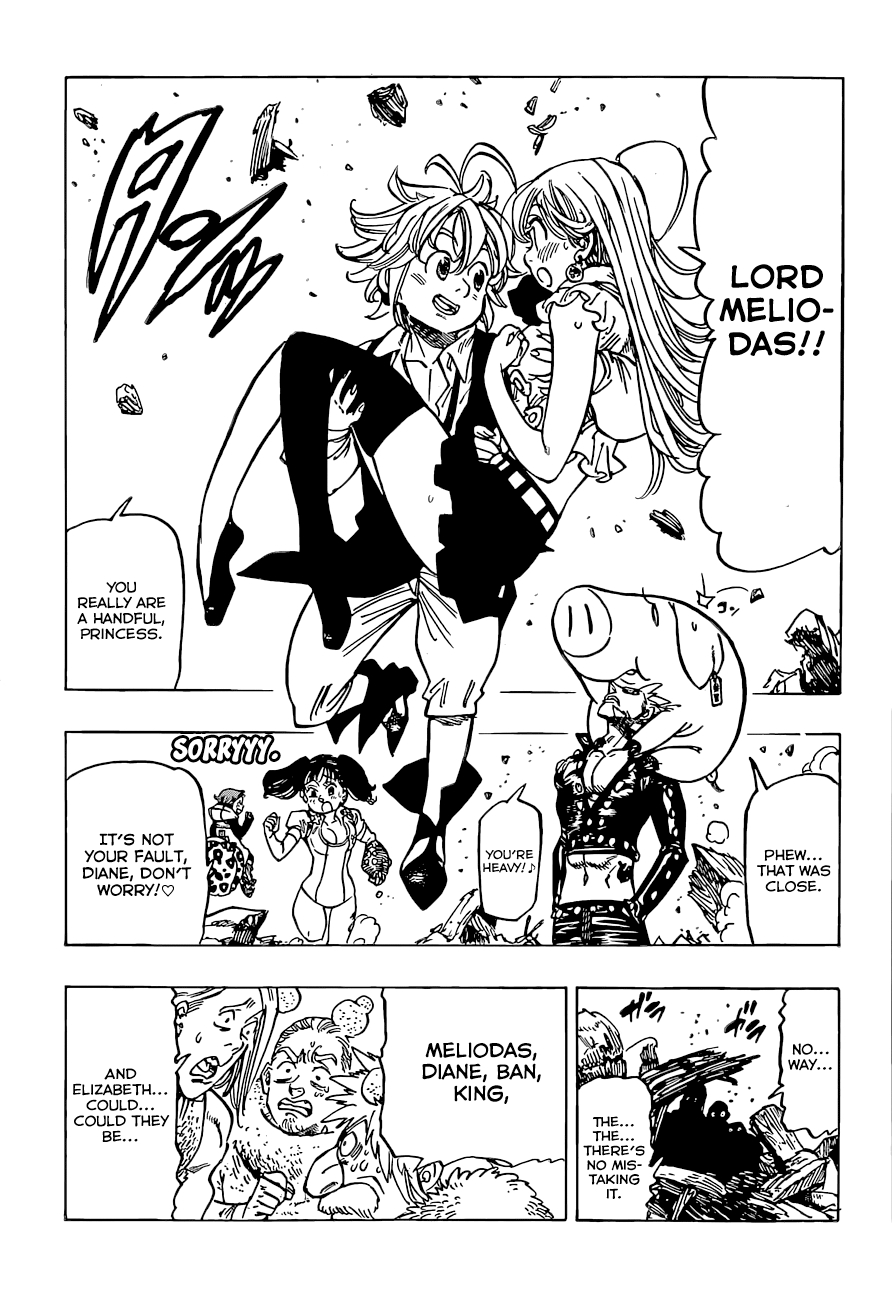 LORD
MELIO-
DAS!!
YOU
REALLY ARE
A HANDFUL,
PRINCESS.
PHEW...
THAT WAS
CLOSE.
YOU'RE
HEAVY!♪
SORRYYY.
IT'S NOT
YOUR FAULT,
DIANE, DON'T
WORRY!♡
NO...
WAY...
THE...
THE...
THERE'S
NO MIS-
TAKING
IT.
MELIODAS,
DIANE, BAN,
KING,
AND
ELIZABETH...
COULD...
COULD THEY
BE...